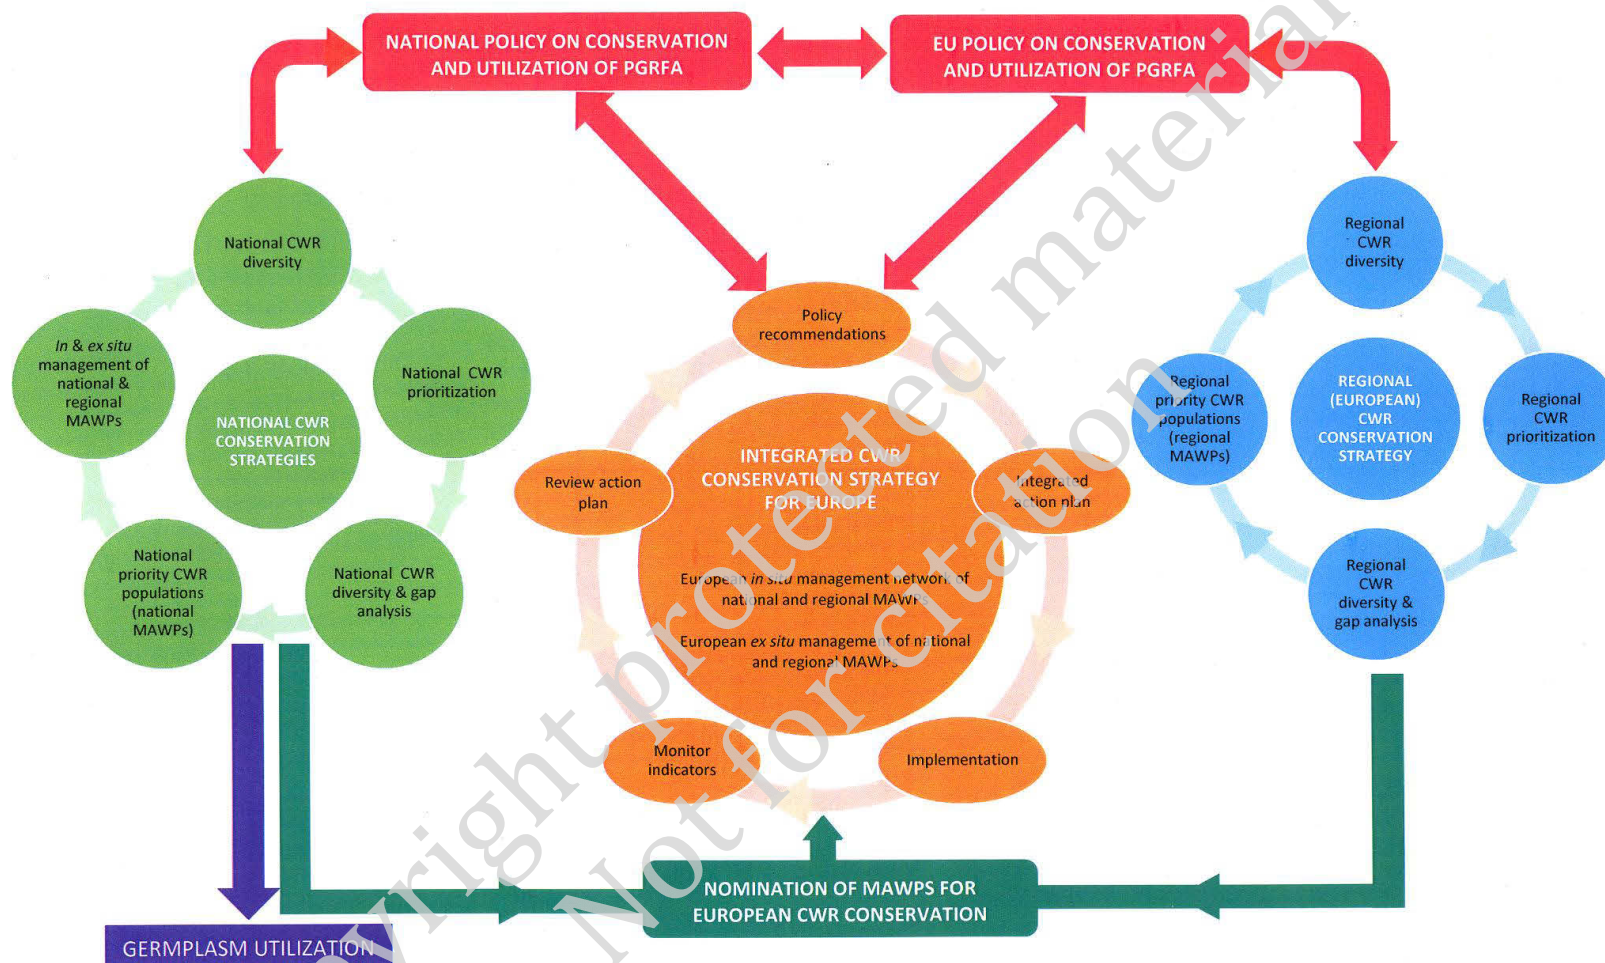 NATIONAL POLICY ON CONSERVATION
AND UTILIZATION OF PGRFA
EU POLICY ON CONSERVATION
AND UTILIZATION OF PGRFA
National CWR
diversity
National CWR
prioritization
National CWR
diversity & gap
analysis
National
priority CWR
populations
(national
MAWPs)
In & ex situ
management of
national &
regional
MAWPs
NATIONAL CWR
CONSERVATION
STRATEGIES
Policy
recommendations
Integrated
action plan
Implementation
Monitor
indicators
Review action
plan
INTEGRATED CWR
CONSERVATION STRATEGY
FOR EUROPE
European in situ management network of
national and regional MAWPs
European ex situ management of national
and regional MAWPs
Regional
CWR
diversity
Regional
CWR
prioritization
Regional
CWR
diversity &
gap analysis
Regional
priority CWR
populations
(regional
MAWPs)
REGIONAL
(EUROPEAN)
CWR
CONSERVATION
STRATEGY
NOMINATION OF MAWPS FOR
EUROPEAN CWR CONSERVATION
GERMPLASM UTILIZATION
protected material
Not for citation